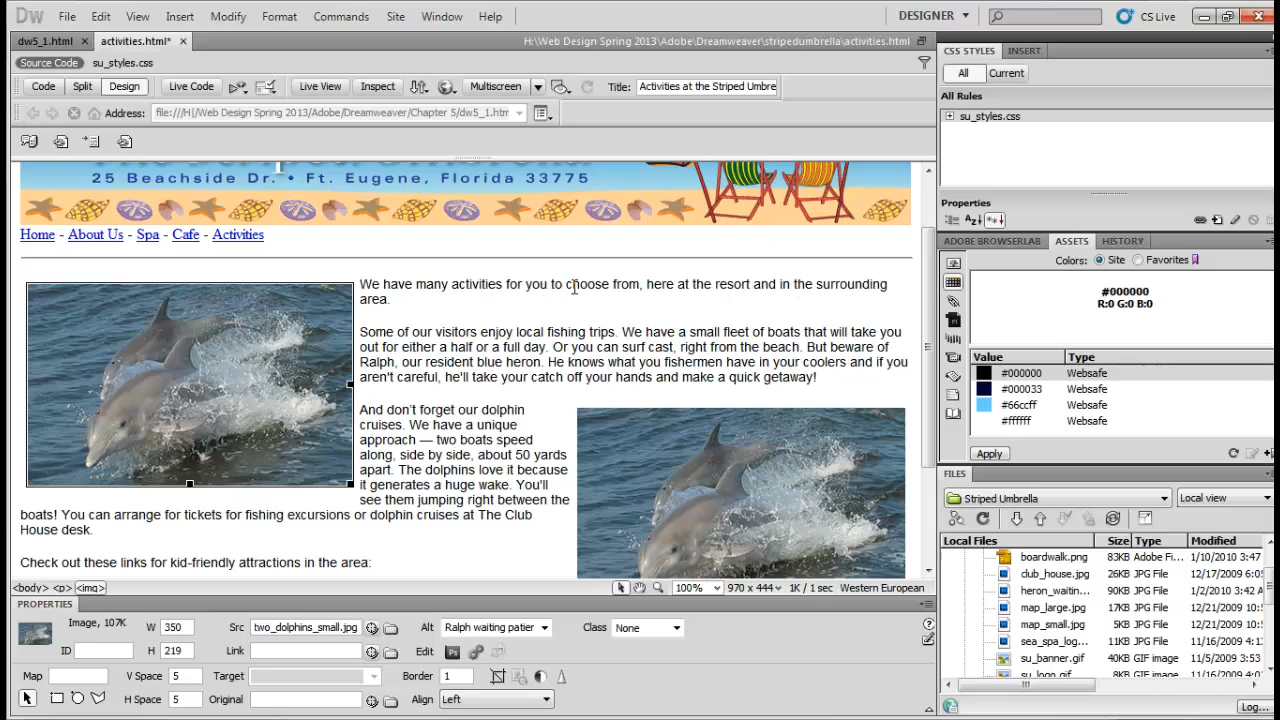 Dw File Edit View Insert Modify Format Commands Site Window Help DESIGNER CS Live
dw5_1.html activities.html* H:\Web Design Spring 2013\Adobe\Dreamweaver\stripedumbrella\activities.html
Source Code su_styles.css
Code Split Design Live Code Live View Inspect Multiscreen Title: Activities at the Striped Umbre
Address: file:///H|/Web Design Spring 2013/Adobe/Dreamweaver/Chapter 5/dw5_1.htm
25 Beachside Dr. • Ft. Eugene, Florida 33775
Home - About Us - Spa - Cafe - Activities
We have many activities for you to choose from, here at the resort and in the surrounding
area.
Some of our visitors enjoy local fishing trips. We have a small fleet of boats that will take you
out for either a half or a full day. Or you can surf cast, right from the beach. But beware of
Ralph, our resident blue heron. He knows what you fishermen have in your coolers and if you
aren't careful, he'll take your catch off your hands and make a quick getaway!
And don't forget our dolphin
cruises. We have a unique
approach — two boats speed
along, side by side, about 50 yards
apart. The dolphins love it because
it generates a huge wake. You'll
see them jumping right between the
boats! You can arrange for tickets for fishing excursions or dolphin cruises at The Club
House desk.
Check out these links for kid-friendly attractions in the area:
<body> <p> <img> 100% 970 x 444 1K / 1 sec Western European
PROPERTIES
Image, 107K W 350 Src two_dolphins_small.jpg Alt Ralph waiting patier Class None
ID H 219 Link Edit Ps
Map V Space 5 Target Border 1
H Space 5 Original Align Left
CSS STYLES INSERT
All Current
All Rules
su_styles.css
Properties
Az
ADOBE BROWSERLAB ASSETS HISTORY
Colors: Site Favorites
#000000
R:0 G:0 B:0
Value Type
#000000 Websafe
#000033 Websafe
#66ccff Websafe
#ffffff Websafe
Apply
FILES
Striped Umbrella Local view
Local Files Size Type Modified
boardwalk.png 83KB Adobe Fi... 1/10/2010 3:47
club_house.jpg 26KB JPG File 12/17/2009 6:0
heron_waitin... 90KB JPG File 1/2/2010 3:42
map_large.jpg 17KB JPG File 12/21/2009
map_small.jpg 5KB JPG File 12/21/2009
sea_spa_log... 11KB JPG File 11/16/2009 4:
su_banner.gif 40KB GIF image 11/5/2009 3:53
su_logo.gif GIF image 11/16/2009
Log...